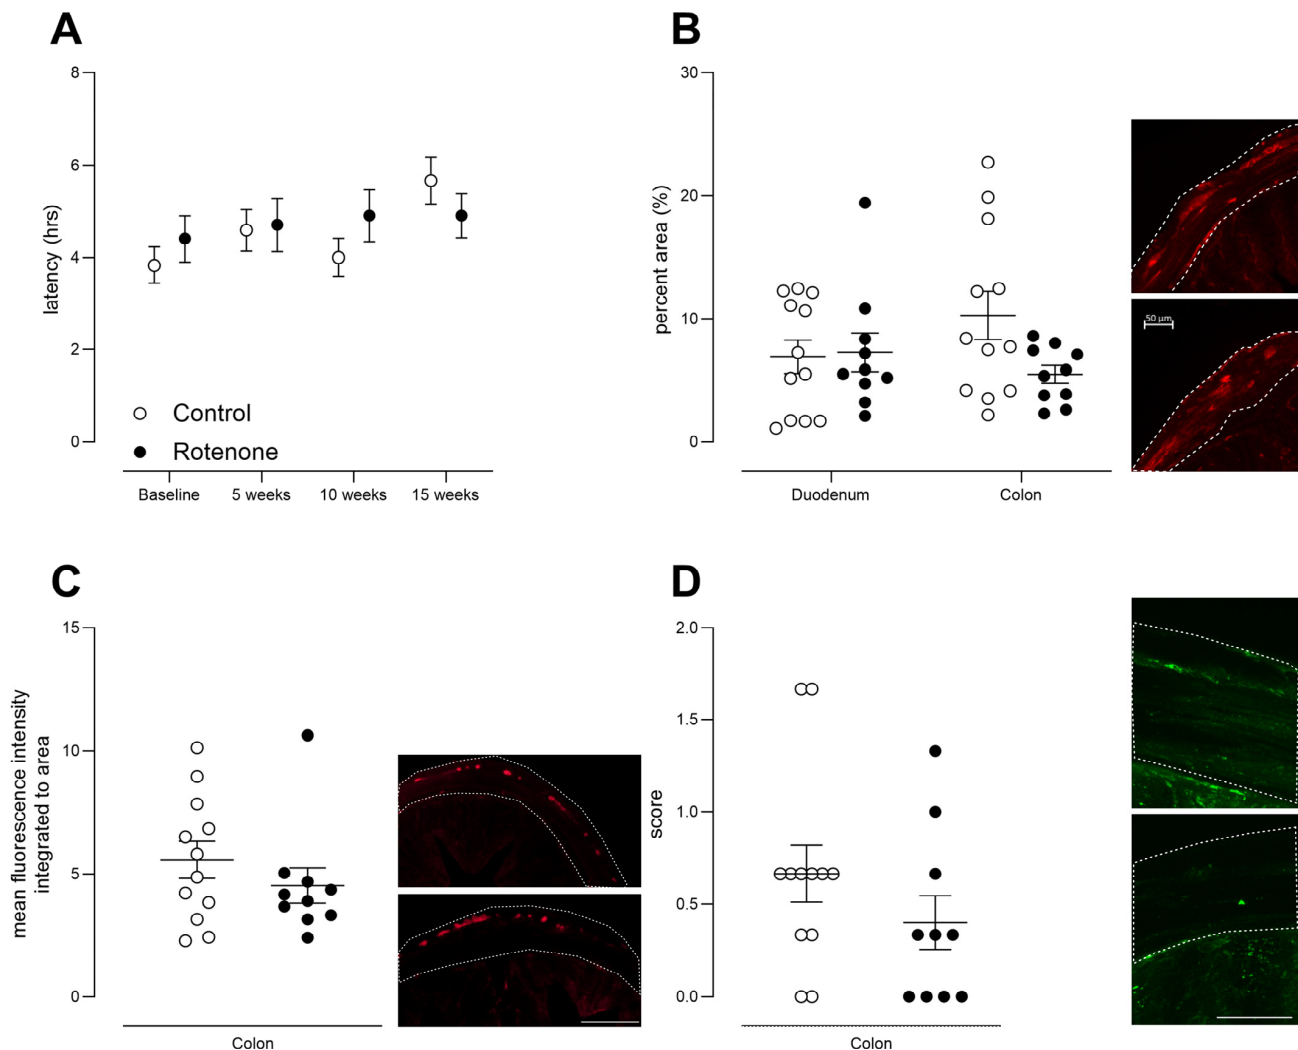 A
8
6
4
2
0
latency (hrs)
Control
Rotenone
Baseline 5 weeks 10 weeks 15 weeks
B
30
20
10
0
percent area (%)
Duodenum Colon
50 µm
C
15
10
5
0
mean fluorescence intensity
integrated to area
Colon
D
2.0
1.5
1.0
0.5
0.0
score
Colon